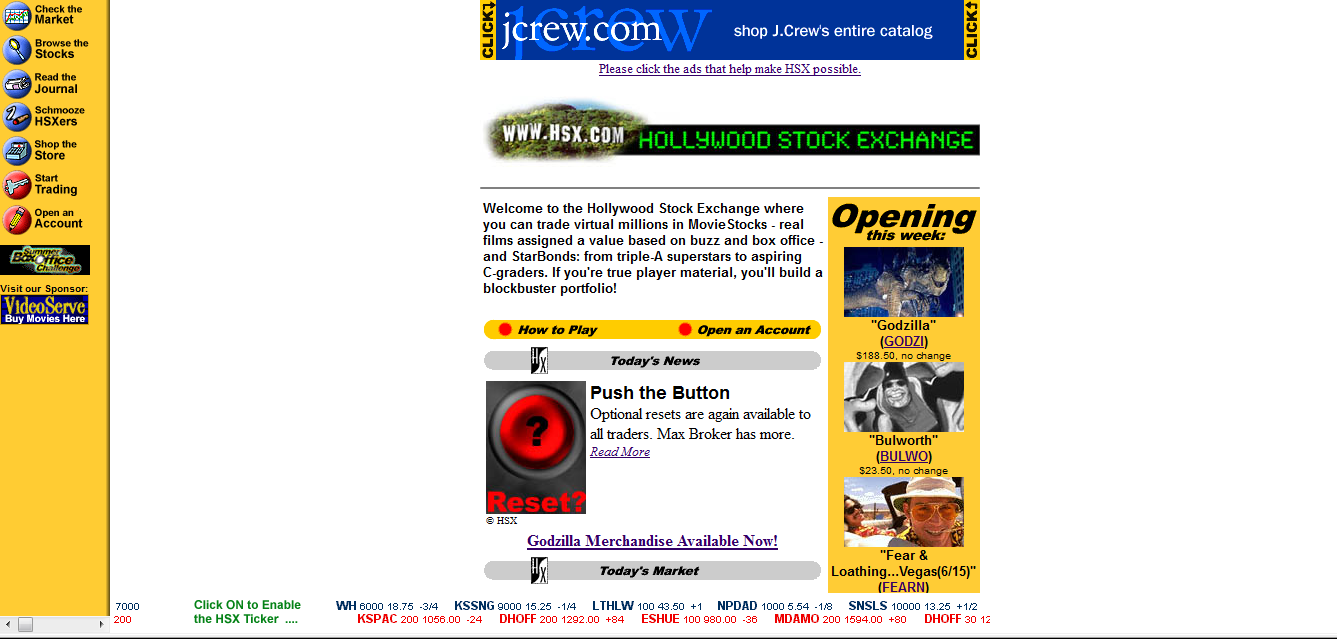 Check the
Market
Browse the
Stocks
Read the
Journal
Schmooze
HSXers
Shop the
Store
Start
Trading
Open an
Account
Summer
Box Office
Challenge
Visit our Sponsor:
VideoServe
Buy Movies Here
CLICK
jcrew.com
jcrew
shop J.Crew's entire catalog
CLICK
Please click the ads that help make HSX possible.
WWW.HSX.COM
HOLLYWOOD STOCK EXCHANGE
Welcome to the Hollywood Stock Exchange where
you can trade virtual millions in MovieStocks - real
films assigned a value based on buzz and box office -
and StarBonds: from triple-A superstars to aspiring
C-graders. If you're true player material, you'll build a
blockbuster portfolio!
How to Play
Open an Account
HSX
Today's News
?
Reset?
© HSX
Push the Button
Optional resets are again available to
all traders. Max Broker has more.
Read More
Godzilla Merchandise Available Now!
HSX
Today's Market
Opening
this week:
"Godzilla"
(GODZI)
$188.50, no change
"Bulworth"
(BULWO)
$23.50, no change
"Fear &
Loathing...Vegas(6/15)"
(FEARN)
7000
200
Click ON to Enable
the HSX Ticker ....
WH 6000 18.75 -3/4 KSSNG 9000 15.25 -1/4 LTHLW 100 43.50 +1 NPDAD 1000 5.54 -1/8 SNSLS 10000 13.25 +1/2
KSPAC 200 1056.00 -24 DHOFF 200 1292.00 +84 ESHUE 100 980.00 -36 MDAMO 200 1594.00 +80 DHOFF 30 12